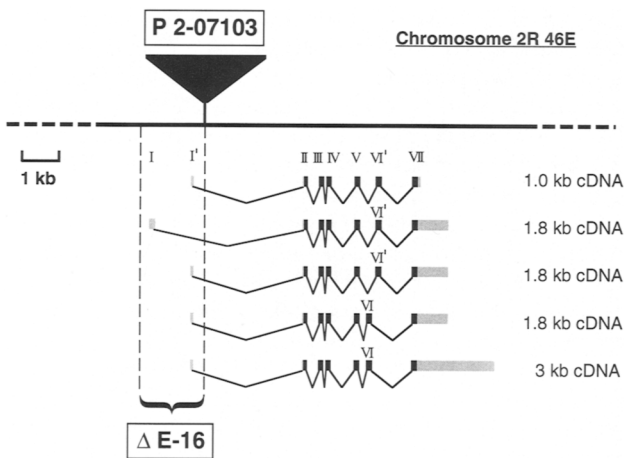 P 2-07103
Chromosome 2R 46E
I I' II III IV V VI' VII
1 kb
1.0 kb cDNA
VI'
1.8 kb cDNA
VI'
1.8 kb cDNA
VI
1.8 kb cDNA
VI
3 kb cDNA
Δ E-16